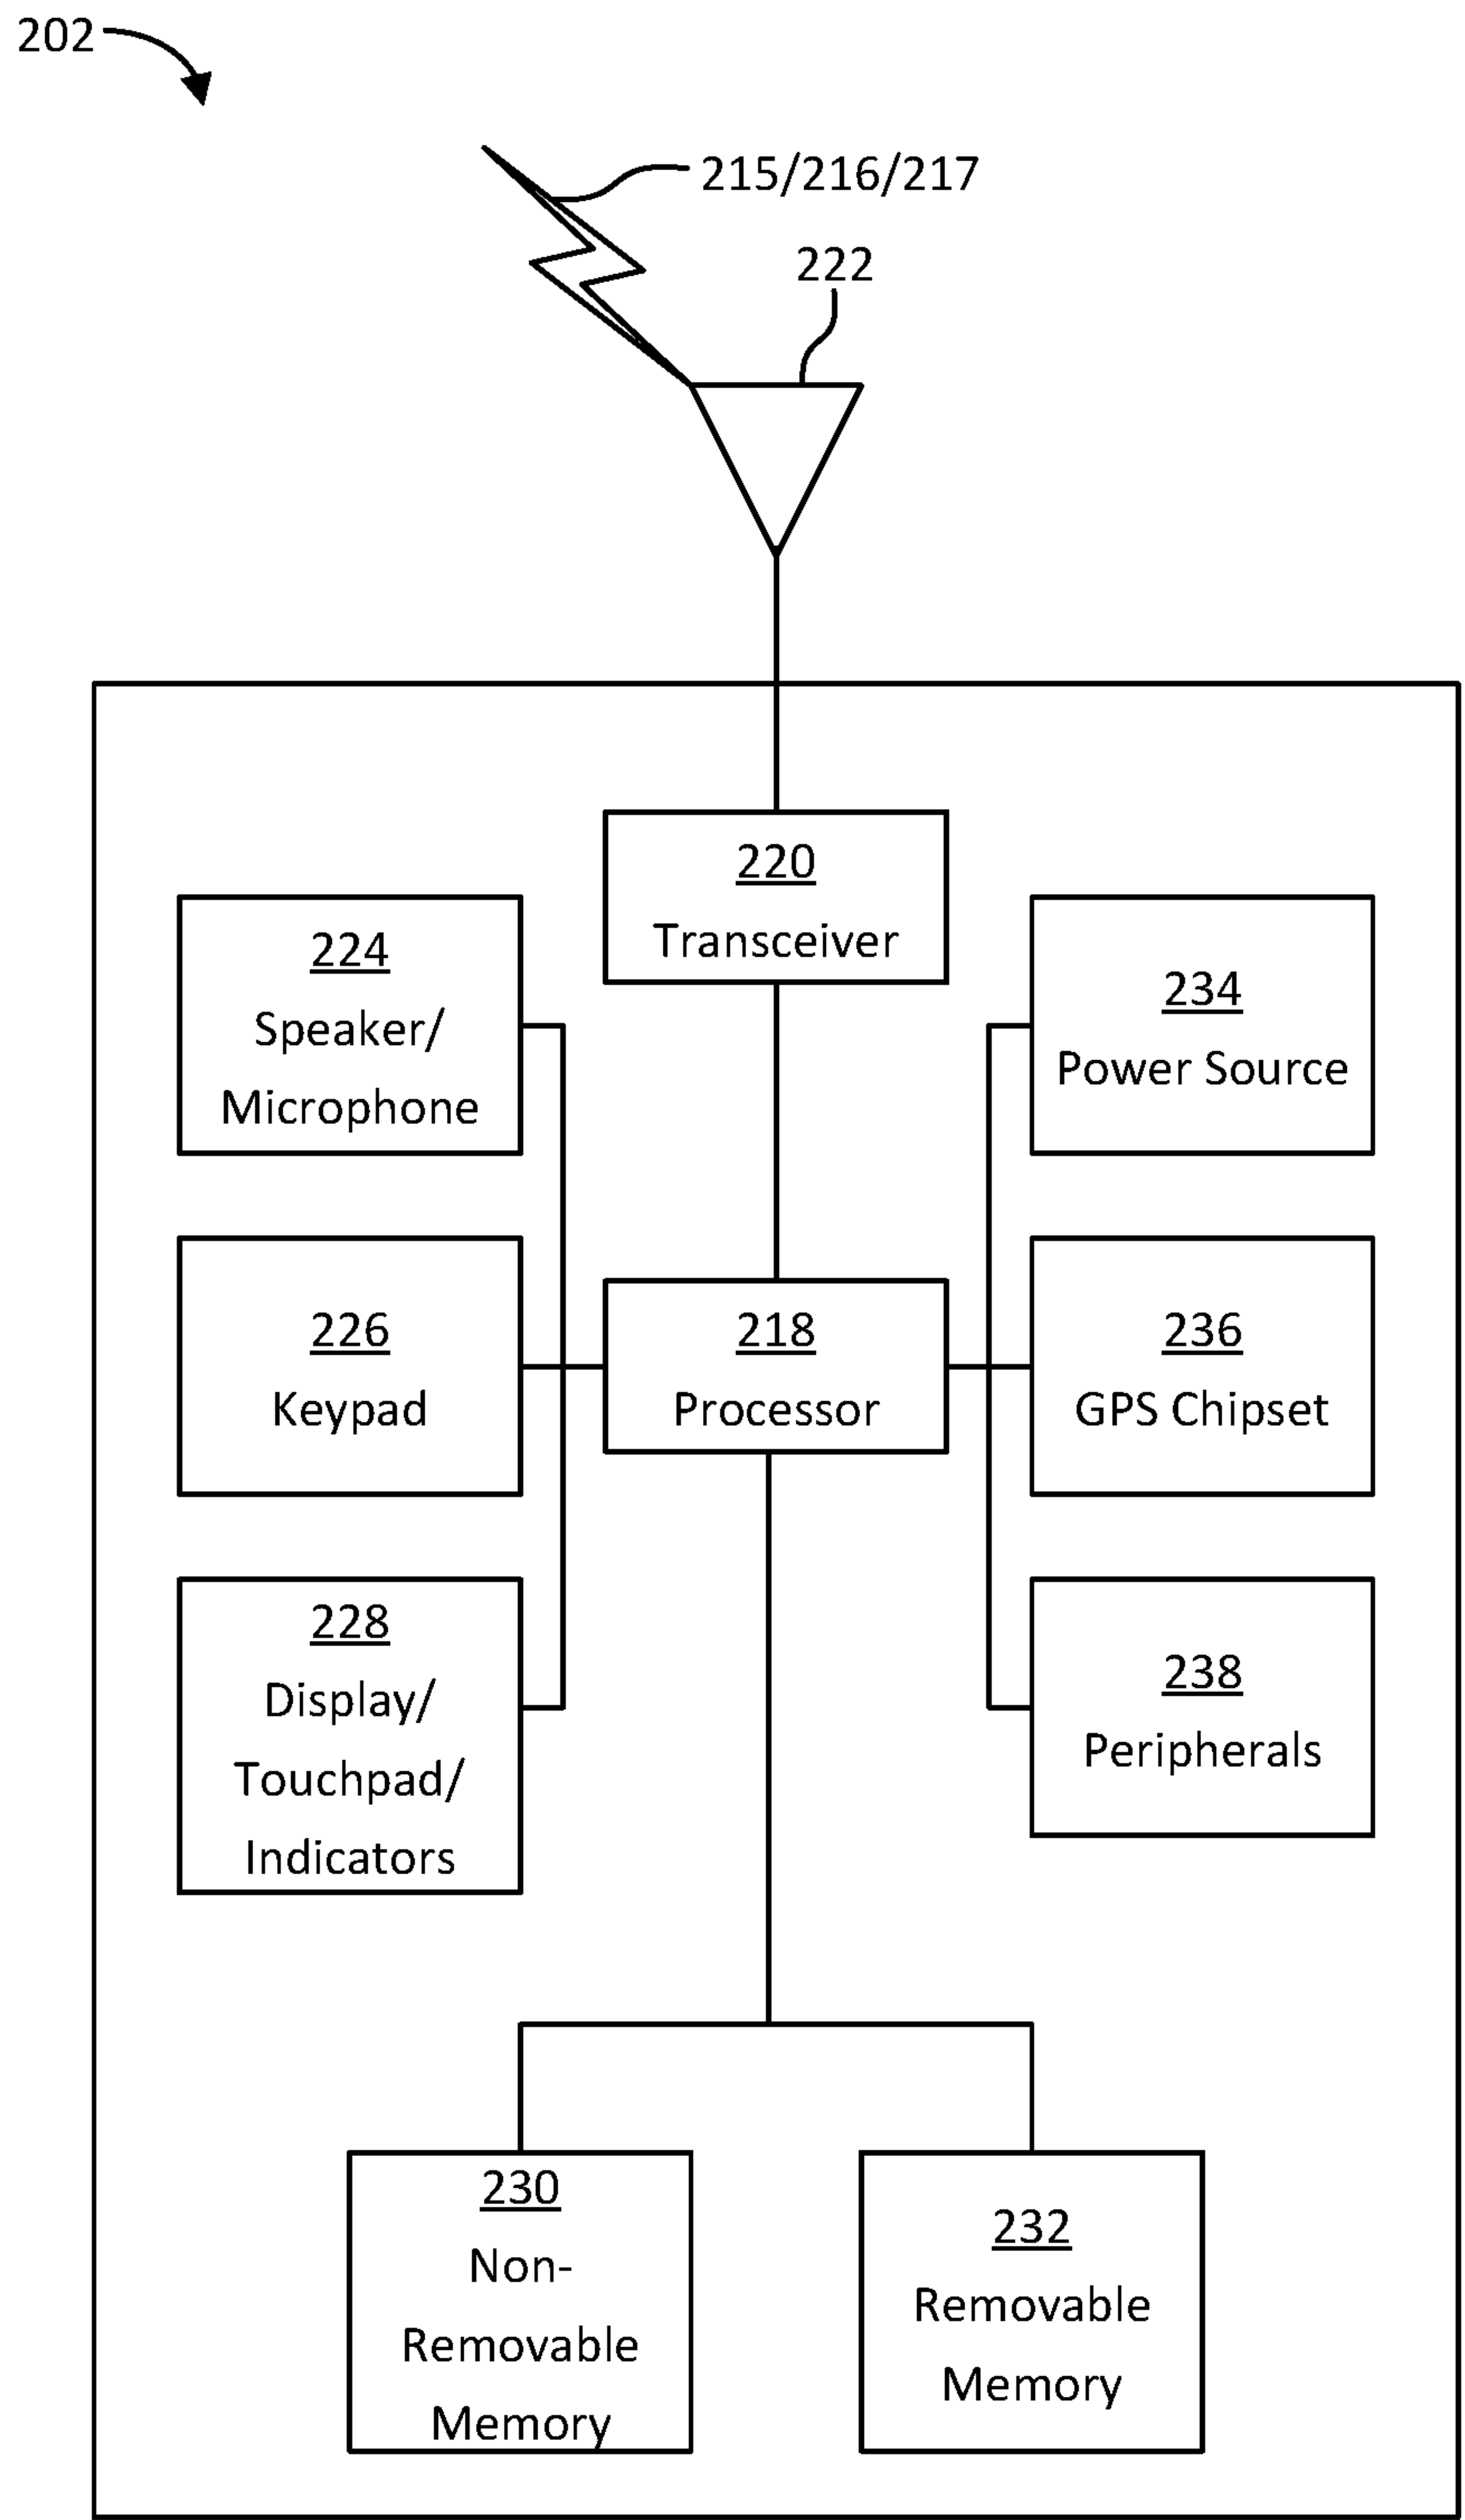 202
215/216/217
222
220
Transceiver
224
Speaker/
Microphone
234
Power Source
226
Keypad
218
Processor
236
GPS Chipset
228
Display/
Touchpad/
Indicators
238
Peripherals
230
Non-
Removable
Memory
232
Removable
Memory